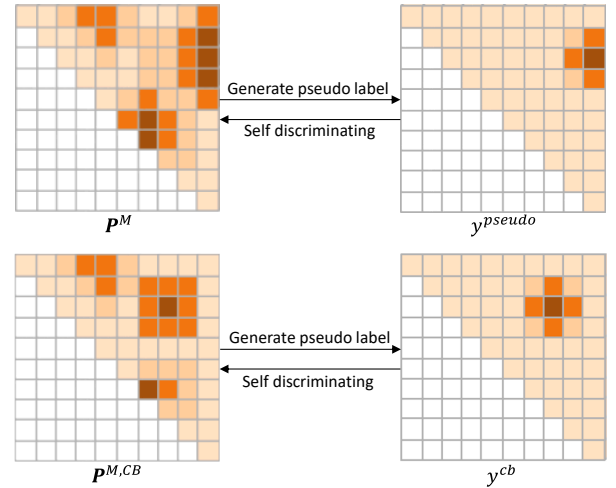 Generate pseudo label
Self discriminating
P^M
y^pseudo
Generate pseudo label
Self discriminating
P^M,CB
y^cb